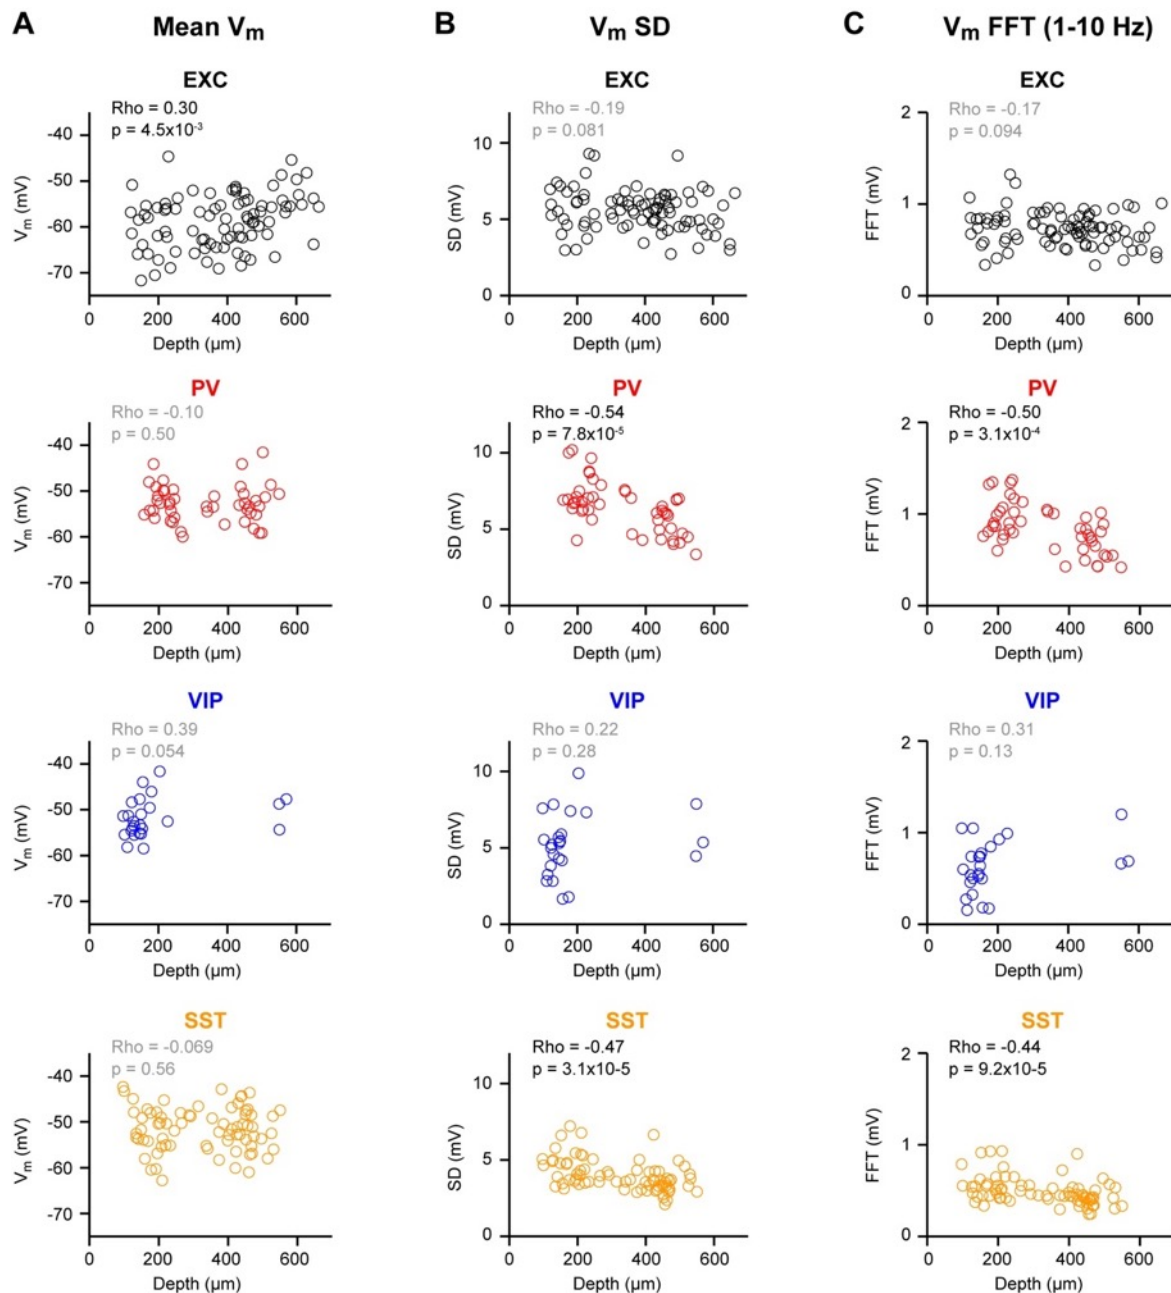 A Mean Vm B Vm SD C Vm FFT (1-10 Hz)
EXC EXC EXC
Rho = 0.30
p = 4.5x10-3
Rho = -0.19
p = 0.081
Rho = -0.17
p = 0.094
Vm (mV)
-40
-50
-60
-70
0 200 400 600
Depth (µm)
SD (mV)
10
5
0
0 200 400 600
Depth (µm)
FFT (mV)
2
1
0
0 200 400 600
Depth (µm)
PV PV PV
Rho = -0.10
p = 0.50
Rho = -0.54
p = 7.8x10-5
Rho = -0.50
p = 3.1x10-4
Vm (mV)
-40
-50
-60
-70
0 200 400 600
Depth (µm)
SD (mV)
10
5
0
0 200 400 600
Depth (µm)
FFT (mV)
2
1
0
0 200 400 600
Depth (µm)
VIP VIP VIP
Rho = 0.39
p = 0.054
Rho = 0.22
p = 0.28
Rho = 0.31
p = 0.13
Vm (mV)
-40
-50
-60
-70
0 200 400 600
Depth (µm)
SD (mV)
10
5
0
0 200 400 600
Depth (µm)
FFT (mV)
2
1
0
0 200 400 600
Depth (µm)
SST SST SST
Rho = -0.069
p = 0.56
Rho = -0.47
p = 3.1x10-5
Rho = -0.44
p = 9.2x10-5
Vm (mV)
-40
-50
-60
-70
0 200 400 600
Depth (µm)
SD (mV)
10
5
0
0 200 400 600
Depth (µm)
FFT (mV)
2
1
0
0 200 400 600
Depth (µm)